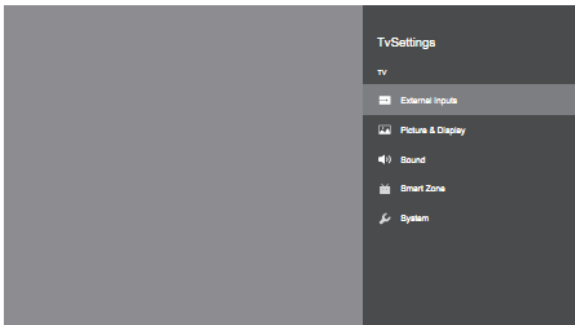 TvSettings
TV
External Inputs
Picture & Display
Sound
Smart Zone
System